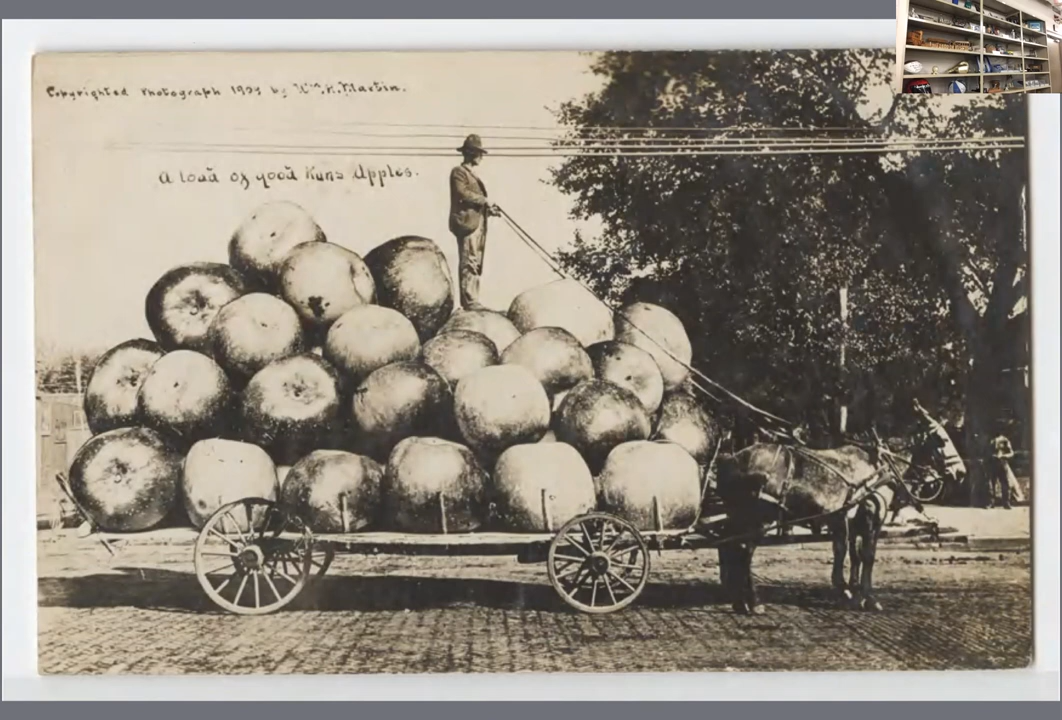 Copyrighted Photograph 1909 by Wm. H. Martin.
A load of good Kans Apples.